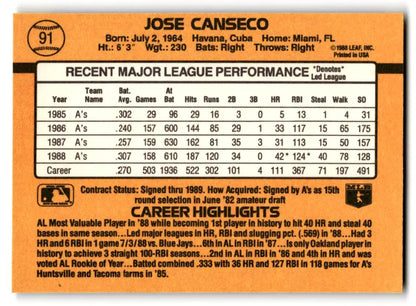 91
JOSE CANSECO
Born: July 2, 1964 Havana, Cuba Home: Miami, FL
Ht.: 6'3" Wgt.: 230 Bats: Right Throws: Right
©1988 LEAF, INC.
Printed in USA
RECENT MAJOR LEAGUE PERFORMANCE *Denotes Led League
Year Team Name Bat. Avg. Games At Bat Hits Runs 2B 3B HR RBI Steal Walk SO
1985 A's .302 29 96 29 16 3 0 5 13 1 4 31
1986 A's .240 157 600 144 85 29 1 33 117 15 65 175
1987 A's .257 159 630 162 81 35 3 31 113 15 50 157
1988 A's .307 158 610 187 120 34 0 42* 124* 40 78 128
Career .270 503 1936 522 302 101 4 111 367 71 197 491
Contract Status: Signed thru 1989. How Acquired: Signed by A's as 15th
round selection in June '82 amateur draft
CAREER HIGHLIGHTS
AL Most Valuable Player in '88 while becoming 1st player in history to hit 40 HR and steal 40
bases in same season... Led major leagues in HR, RBI and slugging pct. (.569) in '88... Had 3
HR and 6 RBI in 1 game 7/3/88 vs. Blue Jays... 6th in AL in RBI in '87... Is only Oakland player in
history to achieve 3 straight 100-RBI seasons... 2nd in AL in RBI in '86 and 4th in HR and was
voted AL Rookie of Year... Batted combined .333 with 36 HR and 127 RBI in 118 games for A's
Huntsville and Tacoma farms in '85.